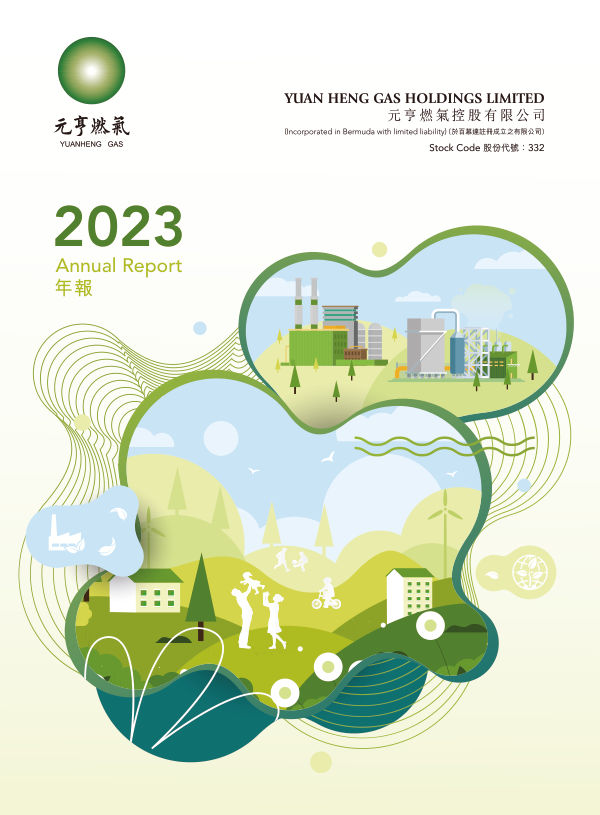 元亨燃氣
YUANHENG GAS
YUAN HENG GAS HOLDINGS LIMITED
元亨燃氣控股有限公司
(Incorporated in Bermuda with limited liability) (於百慕達註冊成立之有限公司)
Stock Code 股份代號：332
2023
Annual Report
年報